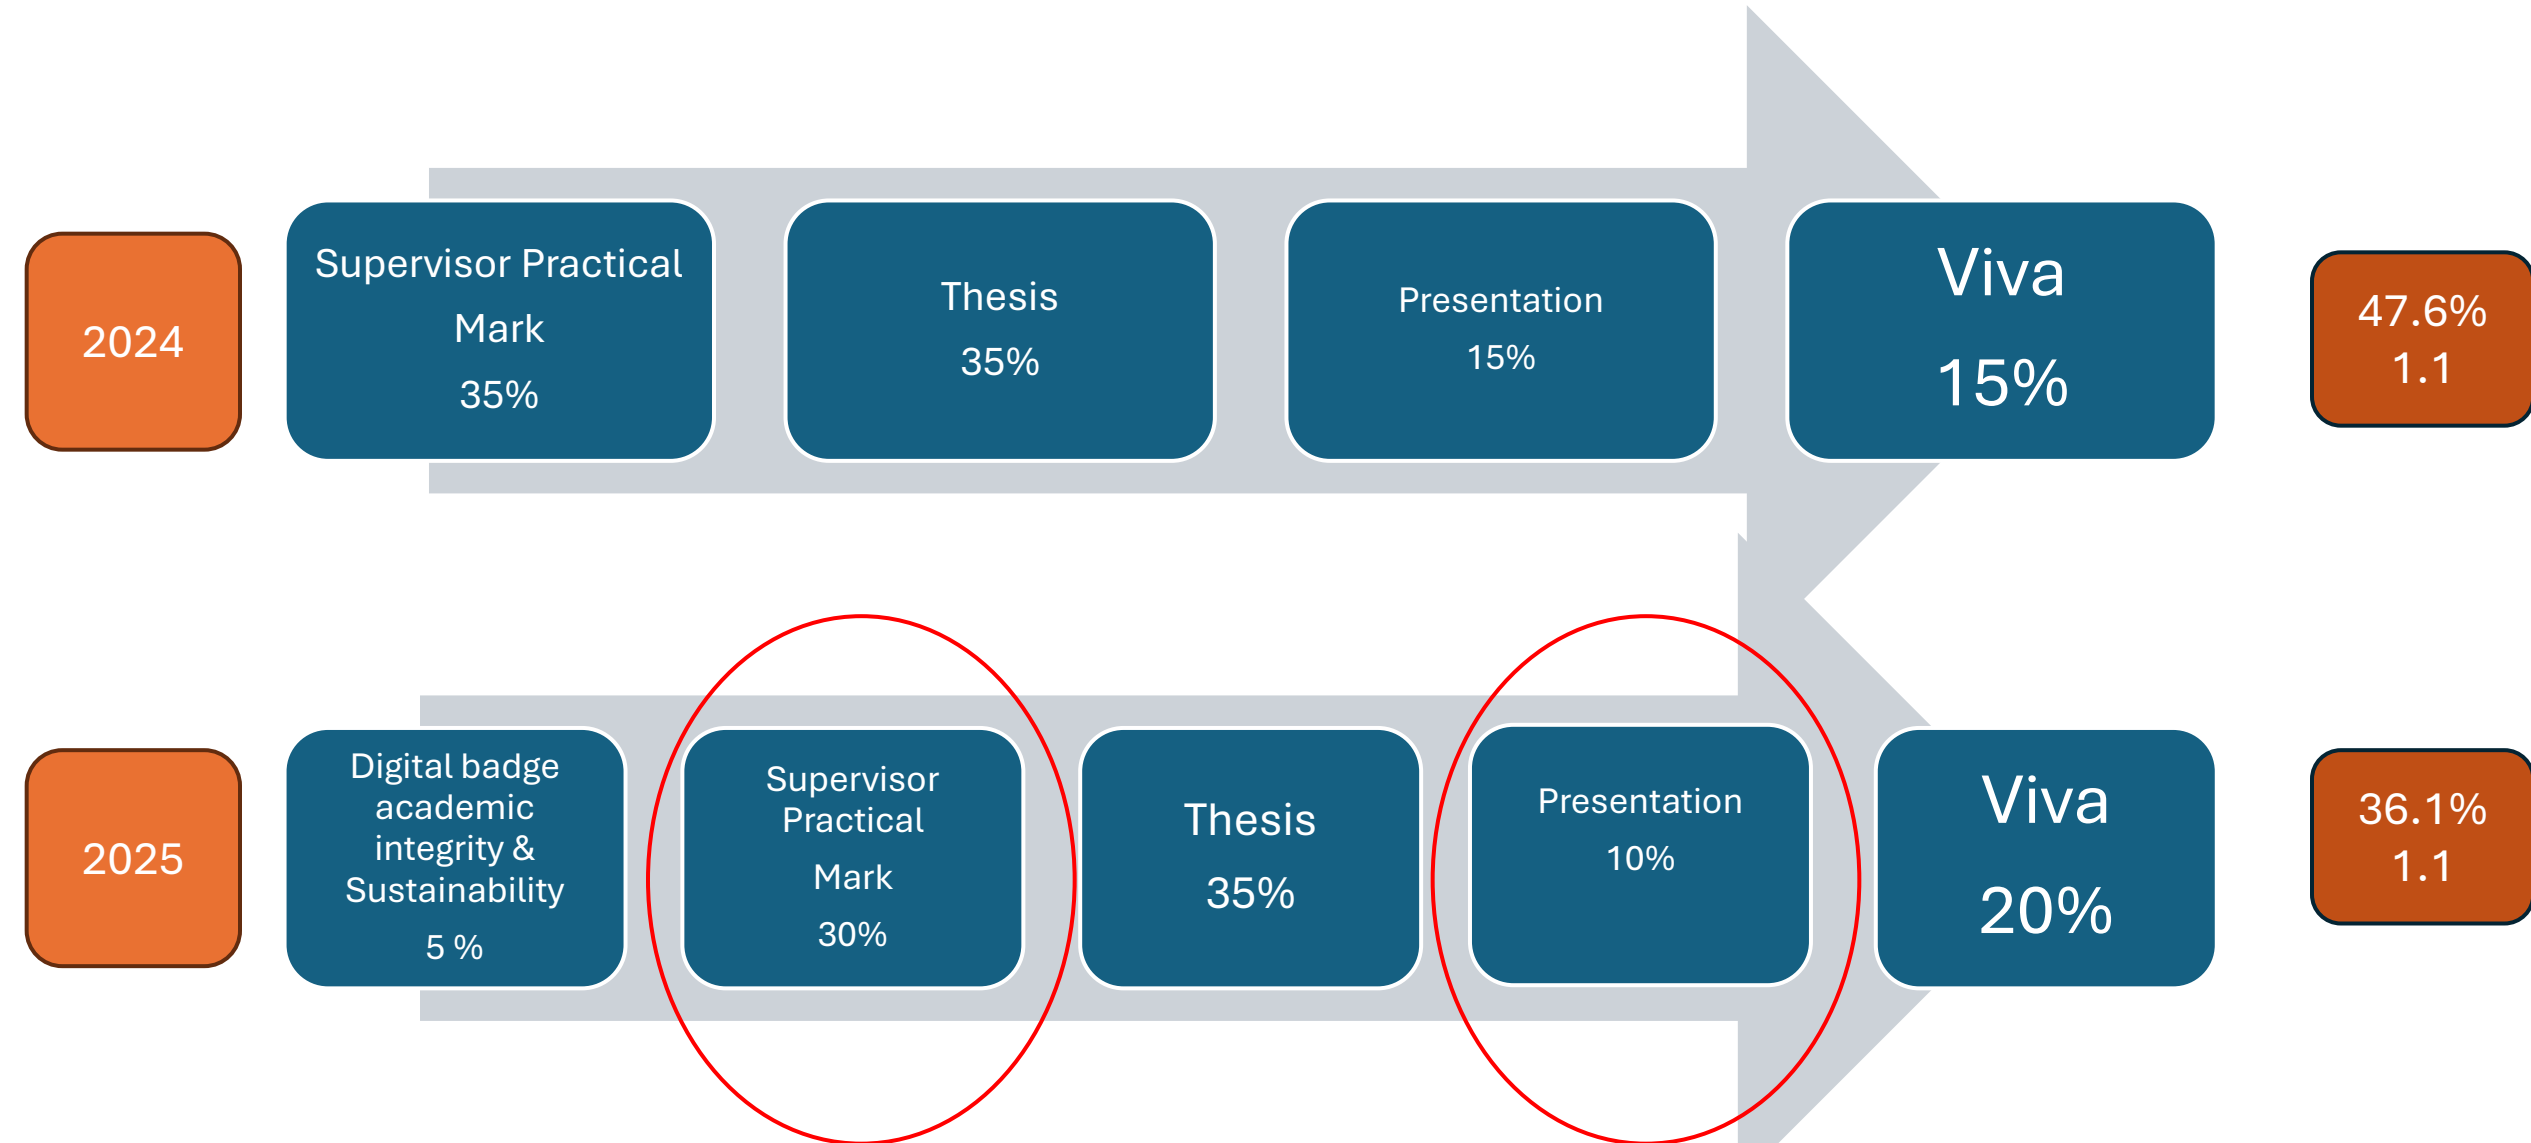 2024
Supervisor Practical
Mark
35%
Thesis
35%
Presentation
15%
Viva
15%
47.6%
1.1
2025
Digital badge
academic
integrity &
Sustainability
5 %
Supervisor
Practical
Mark
30%
Thesis
35%
Presentation
10%
Viva
20%
36.1%
1.1